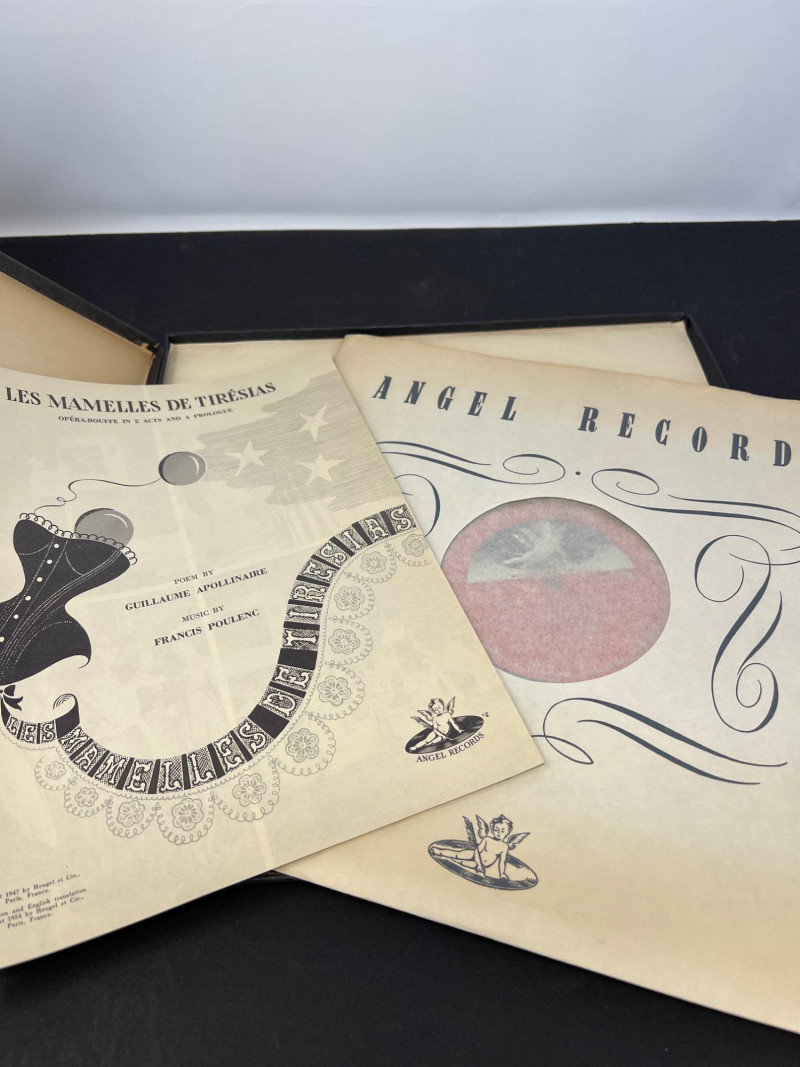 LES MAMELLES DE TIRÉSIAS
OPÉRA-BOUFFE IN 2 ACTS AND A PROLOGUE
POEM BY
GUILLAUME APOLLINAIRE
MUSIC BY
FRANCIS POULENC
LES MAMELLES DE TIRESIAS
ANGEL RECORDS
1947 by Heugel et Cie.,
Paris, France.
and English translation
1954 by Heugel et Cie.,
Paris, France.
ANGEL RECORD